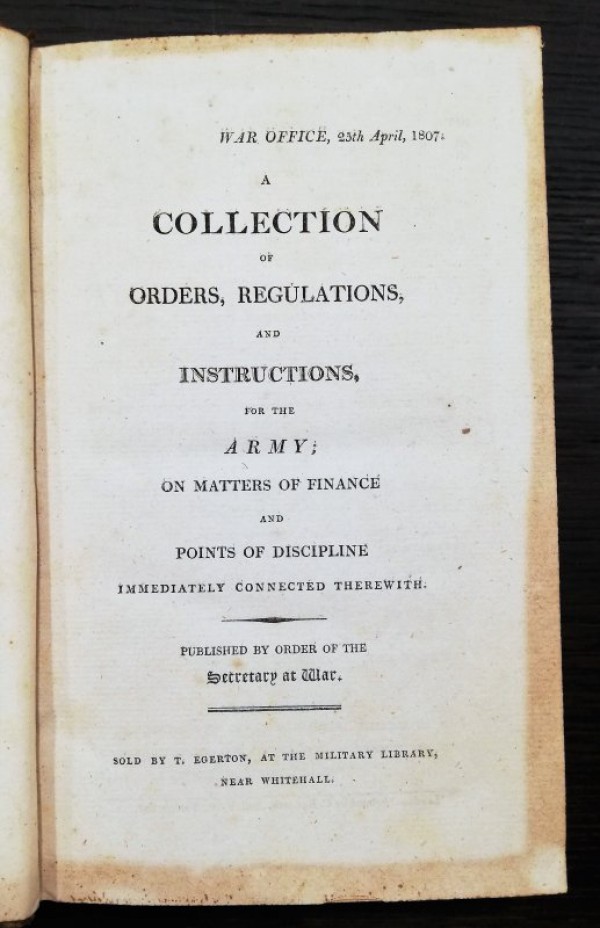 WAR OFFICE, 25th April, 1807.
A
COLLECTION
OF
ORDERS, REGULATIONS,
AND
INSTRUCTIONS,
FOR THE
ARMY;
ON MATTERS OF FINANCE
AND
POINTS OF DISCIPLINE
IMMEDIATELY CONNECTED THEREWITH.
PUBLISHED BY ORDER OF THE
Secretary at War.
SOLD BY T. EGERTON, AT THE MILITARY LIBRARY,
NEAR WHITEHALL.